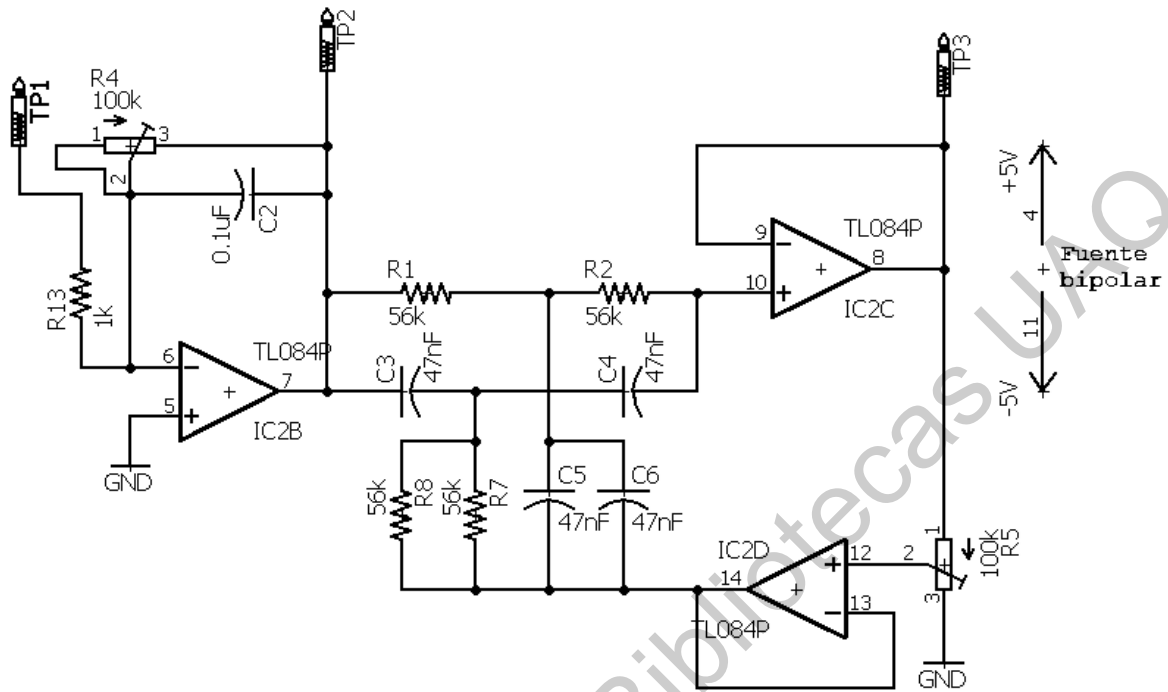 TP1
R4
100k
1
3
2
TP2
TP3
0.1uF
C2
R13
1k
6
5
7
TL084P
IC2B
GND
R1
56k
R2
56k
C3
47nF
C4
47nF
9
10
8
TL084P
IC2C
+5V
4
Fuente
bipolar
11
-5V
56k
R8
56k
R7
C5
47nF
C6
47nF
IC2D
14
12
13
TL084P
2
1
3
100k
R5
GND
Bibliotecas UAQ